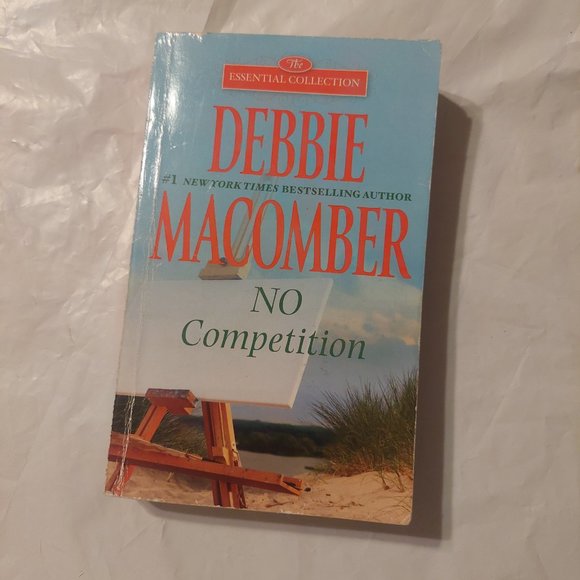 The
ESSENTIAL COLLECTION
DEBBIE
#1 NEW YORK TIMES BESTSELLING AUTHOR
MACOMBER
NO
Competition